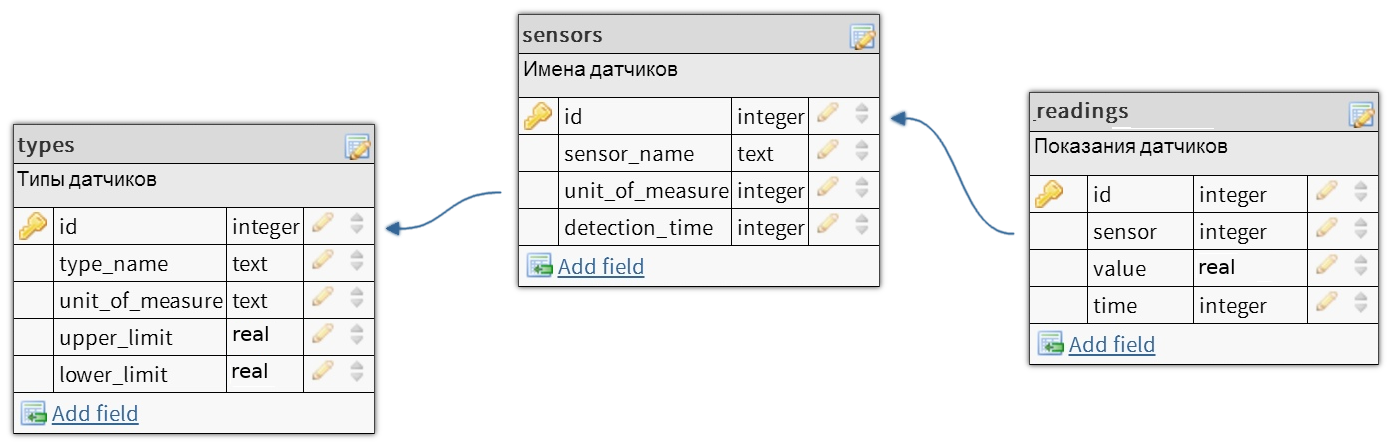 types
Типы датчиков
id integer
type_name text
unit_of_measure text
upper_limit real
lower_limit real
Add field
sensors
Имена датчиков
id integer
sensor_name text
unit_of_measure integer
detection_time integer
Add field
readings
Показания датчиков
id integer
sensor integer
value real
time integer
Add field